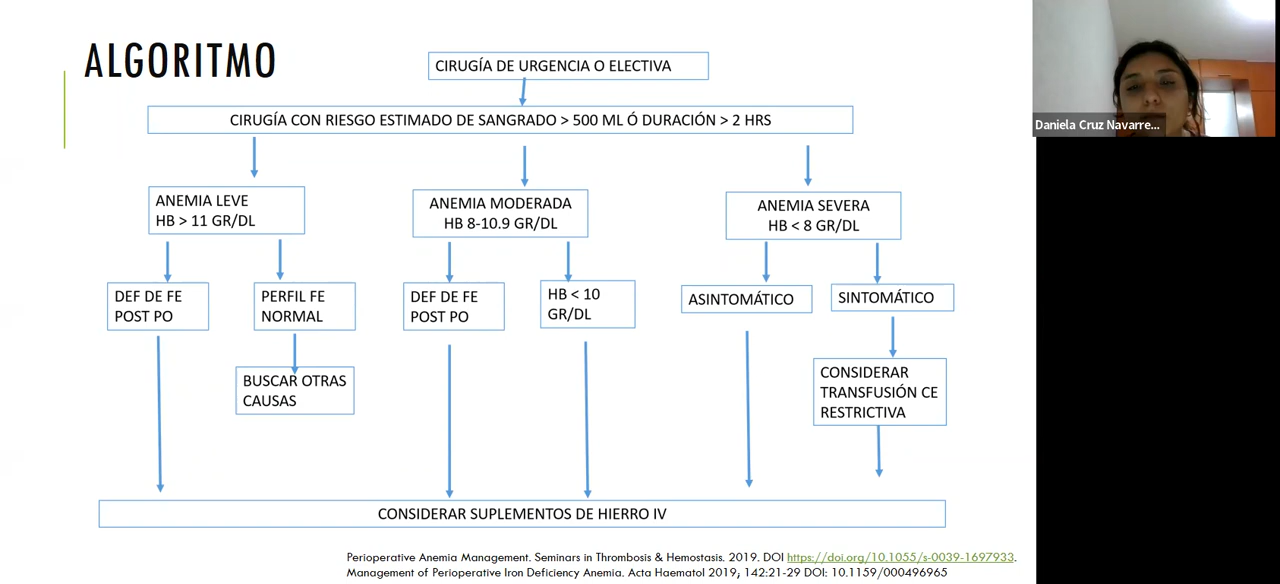 ALGORITMO
CIRUGÍA DE URGENCIA O ELECTIVA
CIRUGÍA CON RIESGO ESTIMADO DE SANGRADO > 500 ML Ó DURACIÓN > 2 HRS
ANEMIA LEVE
HB > 11 GR/DL
ANEMIA MODERADA
HB 8-10.9 GR/DL
ANEMIA SEVERA
HB < 8 GR/DL
DEF DE FE
POST PO
PERFIL FE
NORMAL
DEF DE FE
POST PO
HB < 10
GR/DL
ASINTOMÁTICO
SINTOMÁTICO
BUSCAR OTRAS
CAUSAS
CONSIDERAR
TRANSFUSIÓN CE
RESTRICTIVA
CONSIDERAR SUPLEMENTOS DE HIERRO IV
Perioperative Anemia Management. Seminars in Thrombosis & Hemostasis. 2019. DOI https://doi.org/10.1055/s-0039-1697933.
Management of Perioperative Iron Deficiency Anemia. Acta Haematol 2019; 142:21-29 DOI: 10.1159/000496965
Daniela Cruz Navarre...